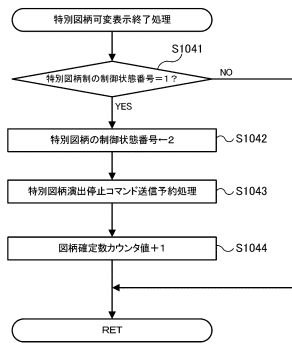 特別図柄可変表示終了処理
S1041
特別図柄制の制御状態番号＝1？
NO
YES
特別図柄の制御状態番号←2
S1042
特別図柄演出停止コマンド送信予約処理
S1043
図柄確定数カウンタ値＋1
S1044
RET